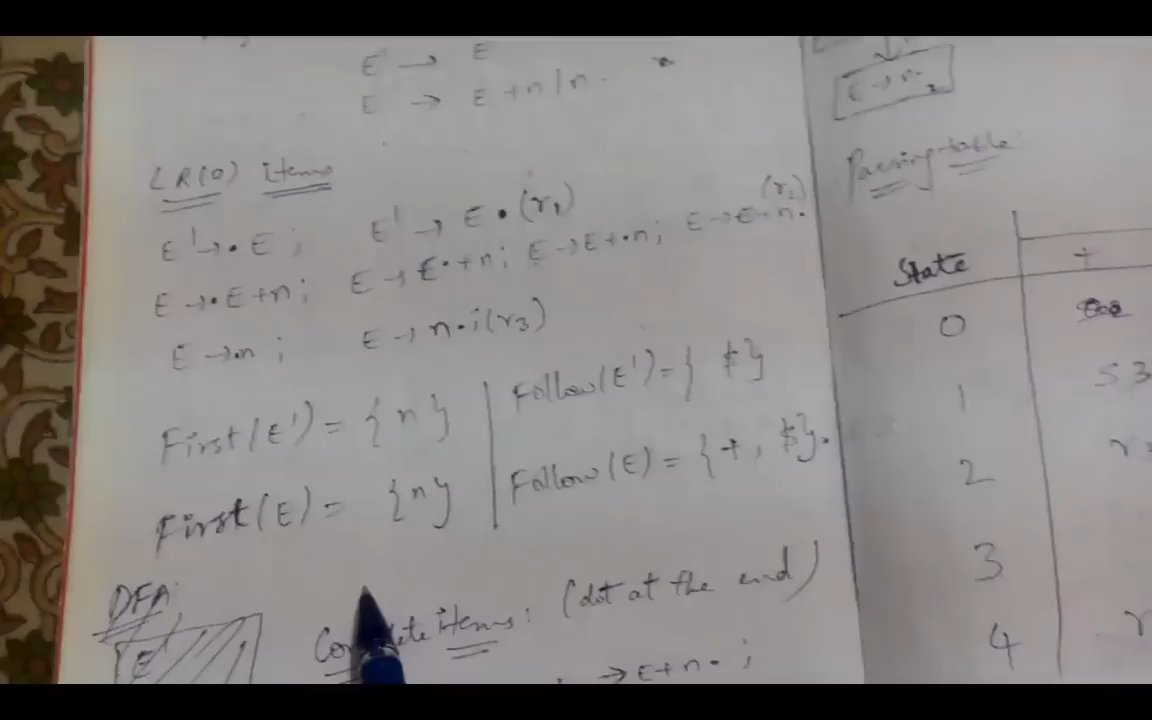 E → E
E → E + n / n .
LR(0) Items
E' → • E ; E' → E • (r1)
E → • E + n ; E → E • + n ; E → E + • n ; E → E + n • (r2)
E → • n ; E → n • ; (r3)
First(E') = { n } Follow(E') = { $ }
First(E) = { n } Follow(E) = { + , $ } .
DFA:
E'
Items : (dot at the end)
→ E + n • ;
E → n .
Parsing table
State +
0
1 S3
2
3
4